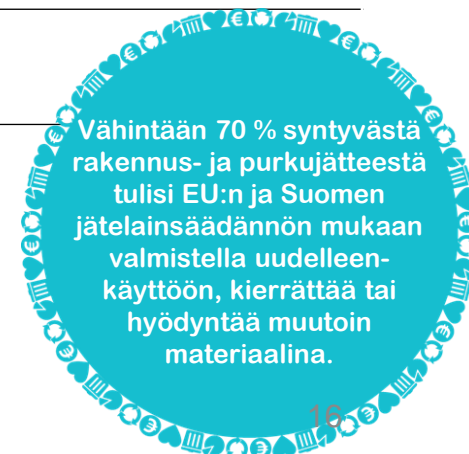 Vähintään 70 % syntyvästä
rakennus- ja purkujätteestä
tulisi EU:n ja Suomen
jätelainsäädännön mukaan
valmistella uudelleen-
käyttöön, kierrättää tai
hyödyntää muutoin
materiaalina.
16